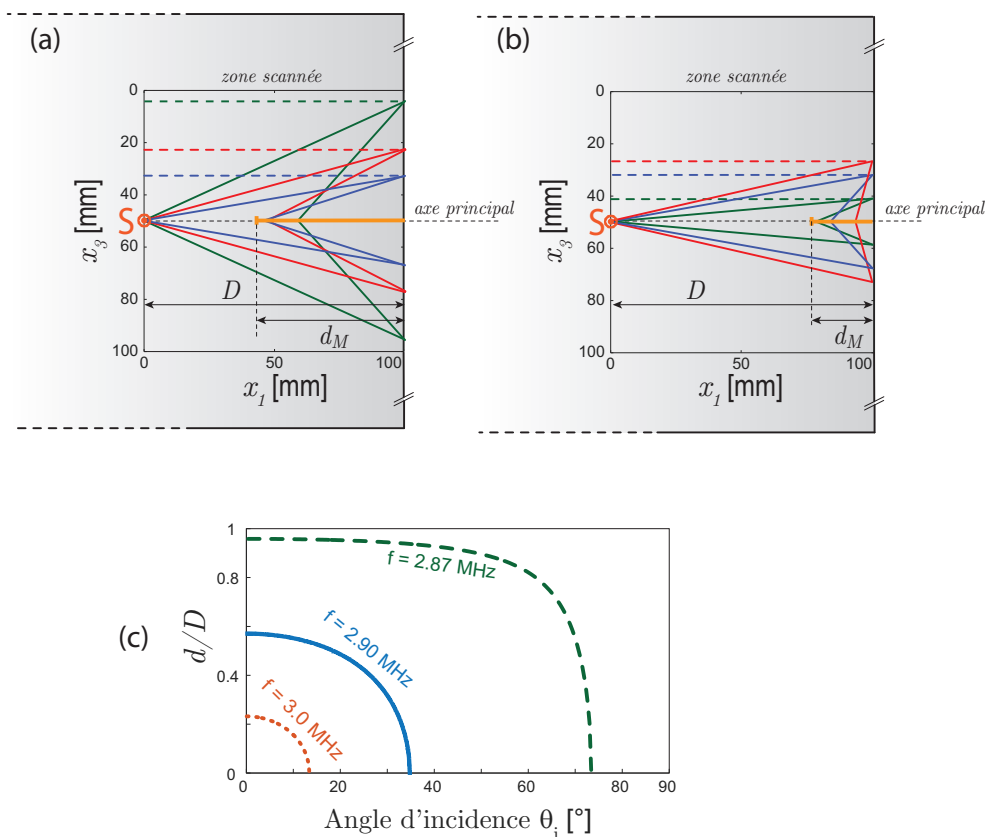 (a)
zone scannée
0
20
40
60
80
100
x3 [mm]
S
axe principal
D
dM
0
50
100
x1 [mm]
(b)
zone scannée
0
20
40
60
80
100
x3 [mm]
S
axe principal
D
dM
0
50
100
x1 [mm]
(c)
1
0.8
0.4
0
d/D
f = 2.87 MHz
f = 2.90 MHz
f = 3.0 MHz
0
20
40
60
80
90
Angle d'incidence θi [°]